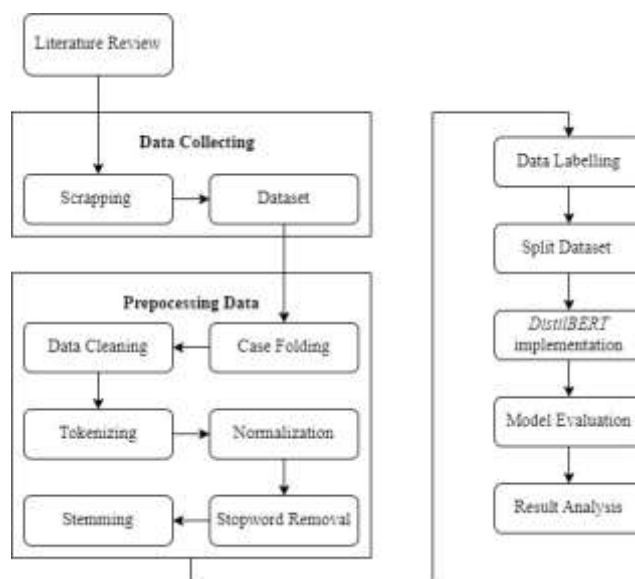 Literature Review
Data Collecting
Scrapping
Dataset
Prepocessing Data
Data Cleaning
Case Folding
Tokenizing
Normalization
Stemming
Stopword Removal
Data Labelling
Split Dataset
DistilBERT
implementation
Model Evaluation
Result Analysis